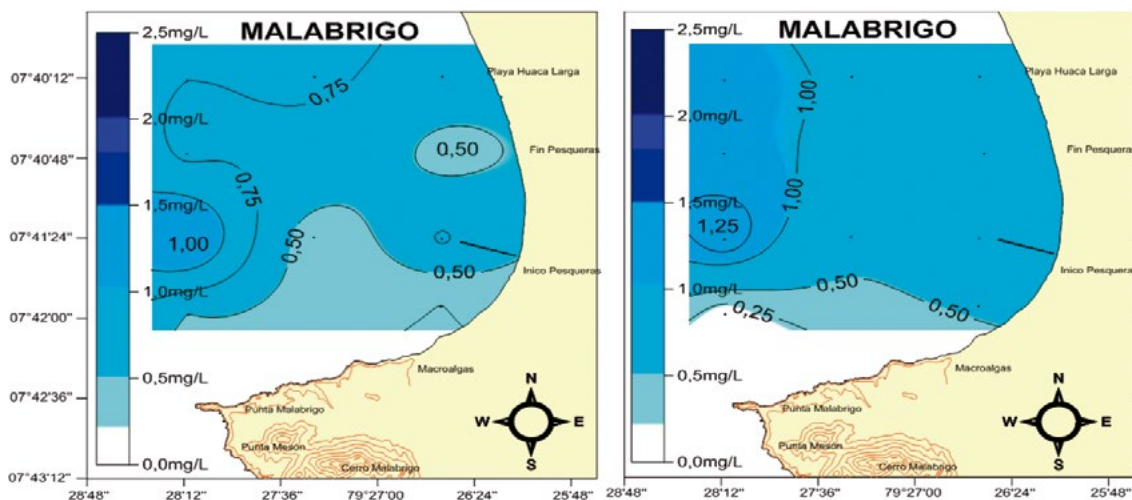 MALABRIGO
2,5mg/L
2,0mg/L
1,5mg/L
1,0mg/L
0,5mg/L
0,0mg/L
07°40'12"
07°40'48"
07°41'24"
07°42'00"
07°42'36"
07°43'12"
0,75
0,75
0,50
1,00
0,50
0,50
Playa Huaca Larga
Fin Pesqueras
Inico Pesqueras
Macroalgas
Punta Malabrigo
Punta Mesón
Cerro Malabrigo
N
W E
S
28'48" 28'12" 27'36" 79°27'00" 26'24" 25'48"
MALABRIGO
2,5mg/L
2,0mg/L
1,5mg/L
1,0mg/L
0,5mg/L
0,0mg/L
1,00
1,00
1,25
0,50
0,50
0,25
Playa Huaca Larga
Fin Pesqueras
Inico Pesqueras
Macroalgas
Punta Malabrigo
Punta Mesón
Cerro Malabrigo
N
W E
S
28'48" 28'12" 27'36" 79°27'00" 26'24" 25'48"